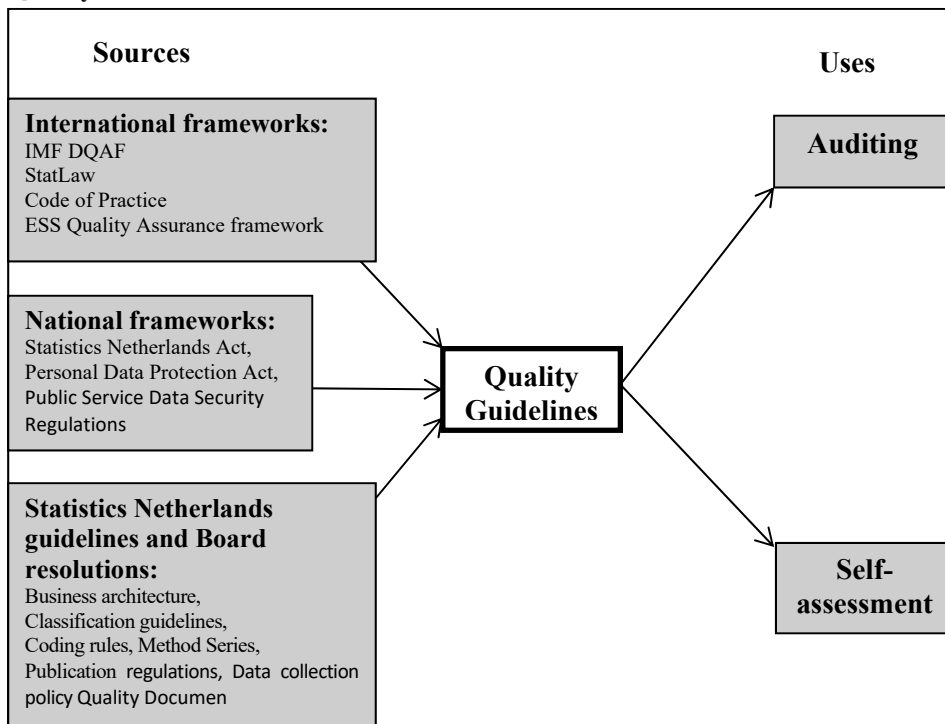 Sources
International frameworks:
IMF DQAF
StatLaw
Code of Practice
ESS Quality Assurance framework
National frameworks:
Statistics Netherlands Act,
Personal Data Protection Act,
Public Service Data Security
Regulations
Statistics Netherlands
guidelines and Board
resolutions:
Business architecture,
Classification guidelines,
Coding rules, Method Series,
Publication regulations, Data collection
policy Quality Documen
Quality
Guidelines
Uses
Auditing
Self-
assessment